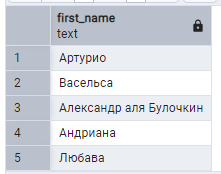 first_name
text
1 Артурио
2 Васельса
3 Александр аля Булочкин
4 Андриана
5 Любава